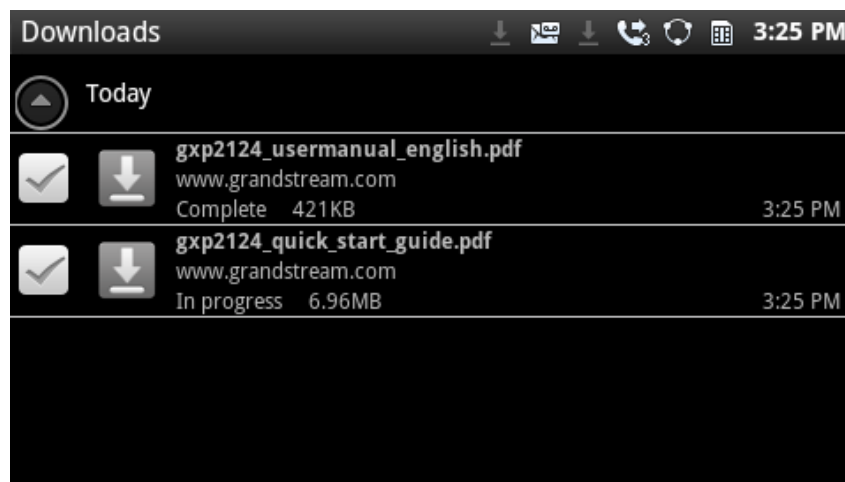 Downloads 3 3:25 PM
Today
gxp2124_usermanual_english.pdf
www.grandstream.com
Complete 421KB 3:25 PM
gxp2124_quick_start_guide.pdf
www.grandstream.com
In progress 6.96MB 3:25 PM